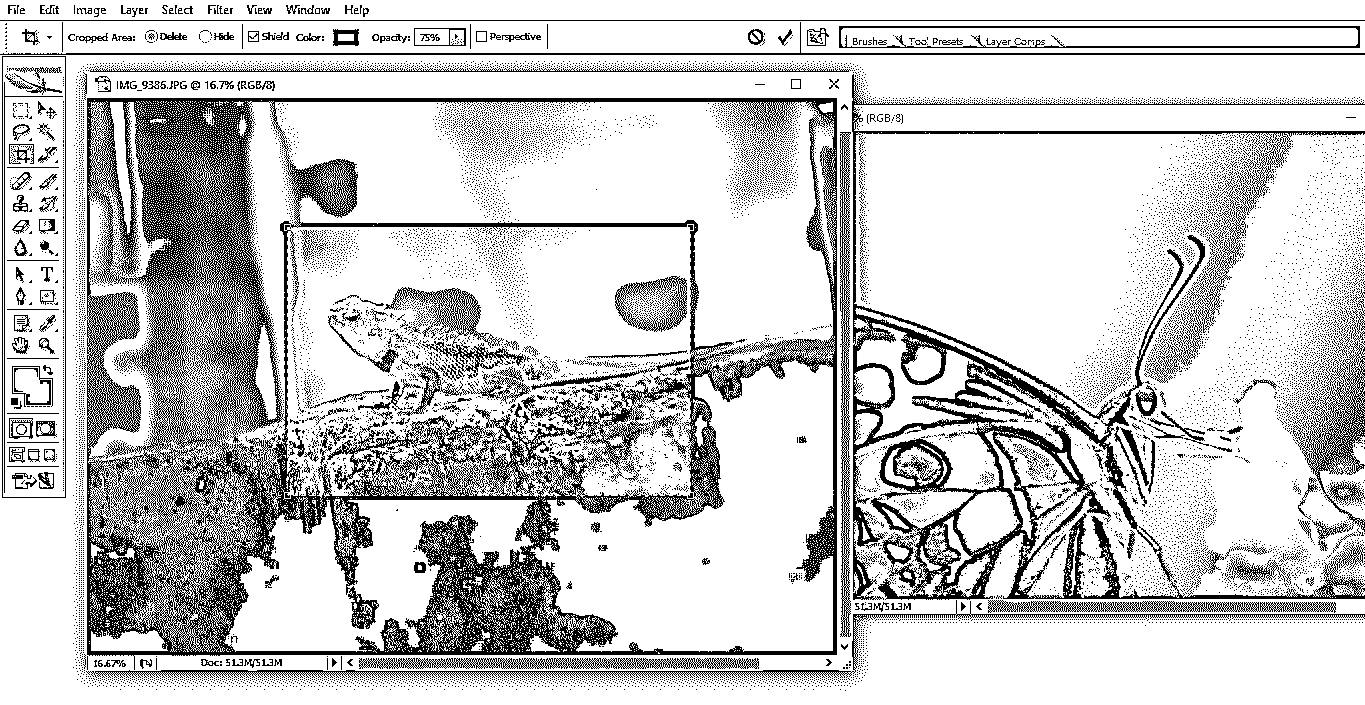 File Edit Image Layer Select Filter View Window Help
Cropped Area: Delete Hide Shield Color: Opacity: 75% Perspective
Brushes Tool Presets Layer Comps
IMG_9386.JPG @ 16.7% (RGB/8)
% (RGB/8)
T
51.3M/51.3M
16.67% Doc: 51.3M/51.3M